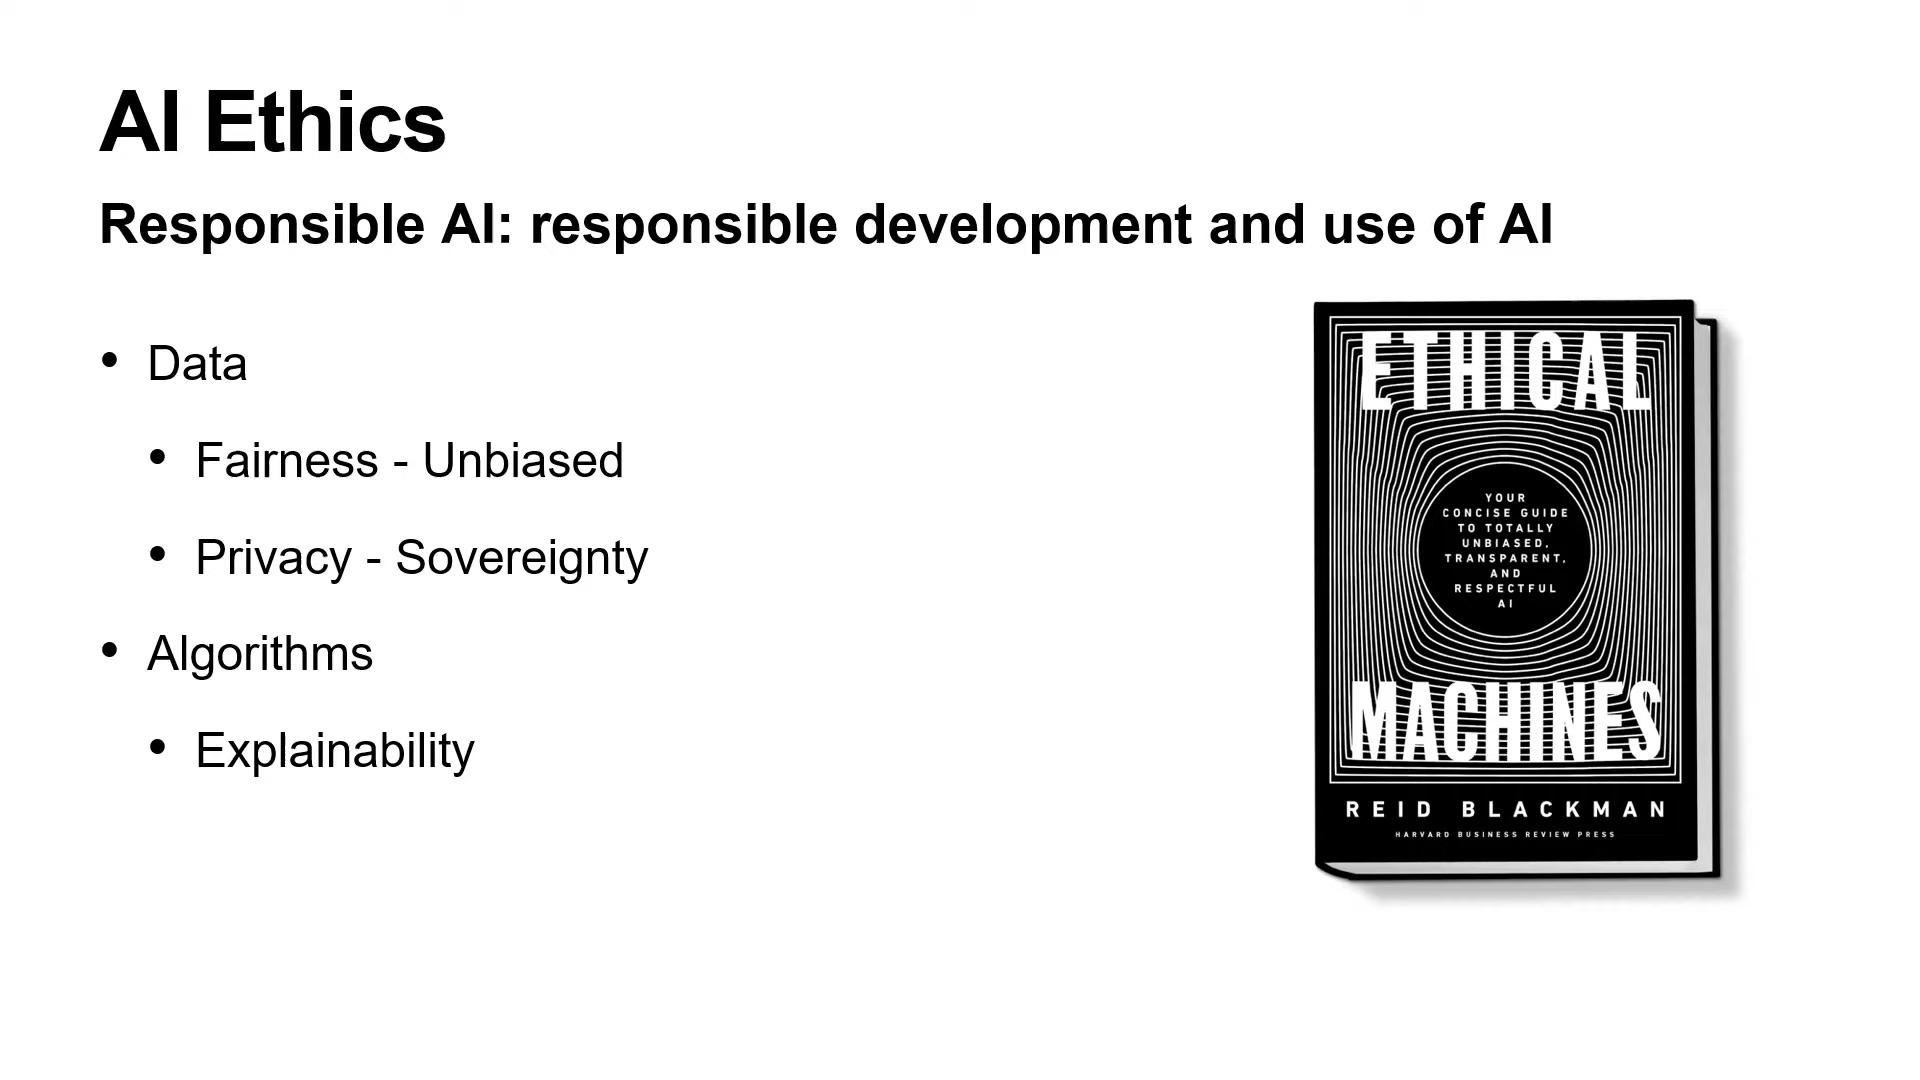 AI Ethics
Responsible AI: responsible development and use of AI
• Data
• Fairness - Unbiased
• Privacy - Sovereignty
• Algorithms
• Explainability
ETHICAL
YOUR
CONCISE GUIDE
TO TOTALLY
UNBIASED,
TRANSPARENT,
AND
RESPECTFUL
AI
MACHINES
REID BLACKMAN
HARVARD BUSINESS REVIEW PRESS